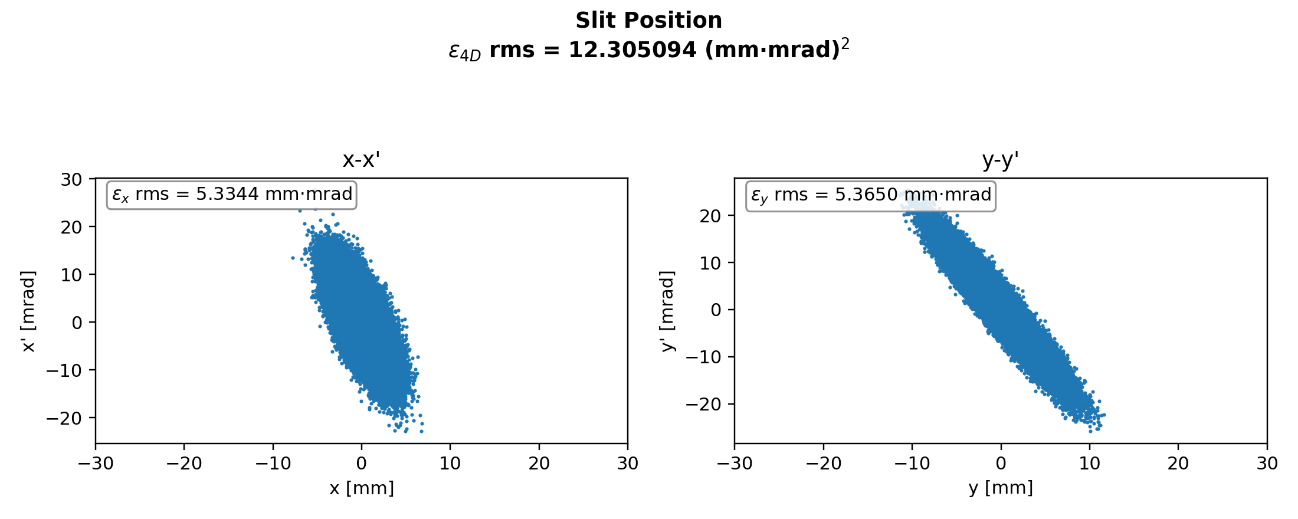 Slit Position
ε4D rms = 12.305094 (mm·mrad)²
x-x'
εx rms = 5.3344 mm·mrad
30
20
10
0
−10
−20
x' [mrad]
−30
−20
−10
0
10
20
30
x [mm]
y-y'
εy rms = 5.3650 mm·mrad
20
10
0
−10
−20
y' [mrad]
−30
−20
−10
0
10
20
30
y [mm]